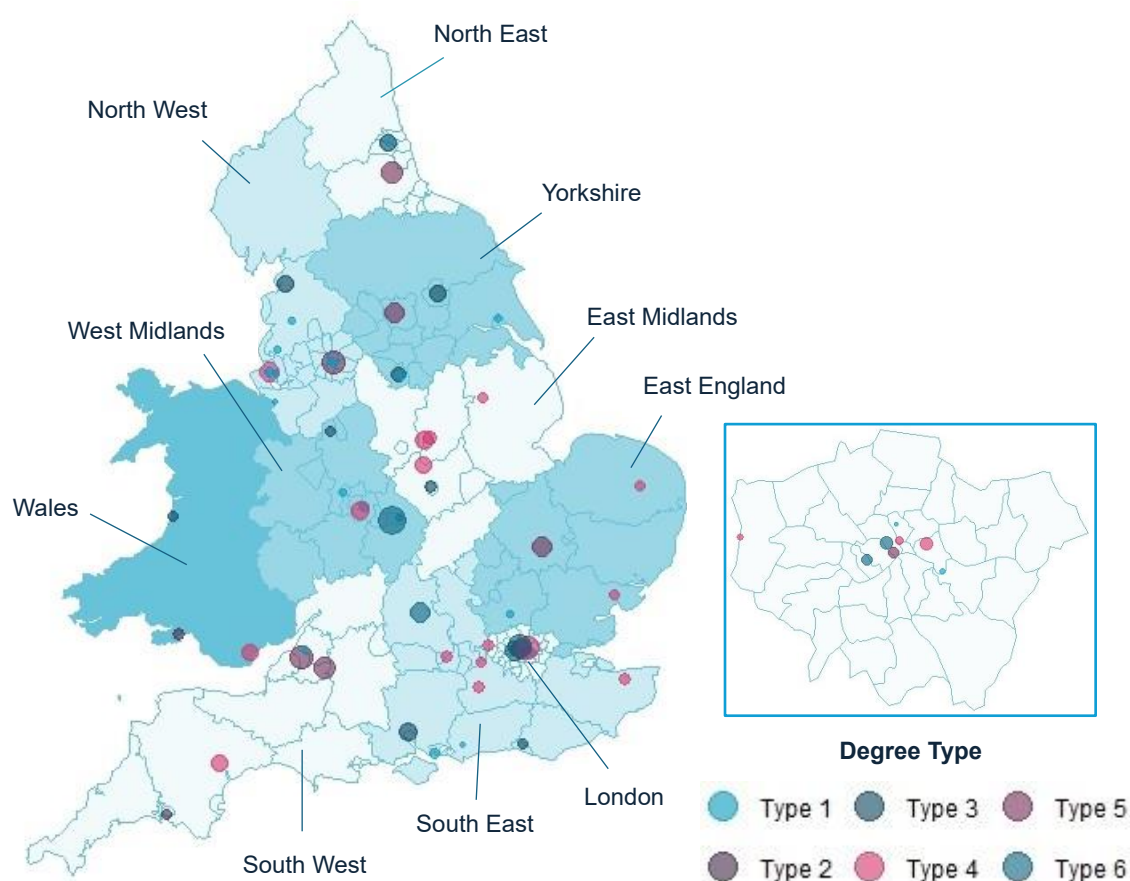 North East
North West
Yorkshire
West Midlands
East Midlands
East England
Wales
London
South East
South West
Degree Type
Type 1
Type 3
Type 5
Type 2
Type 4
Type 6